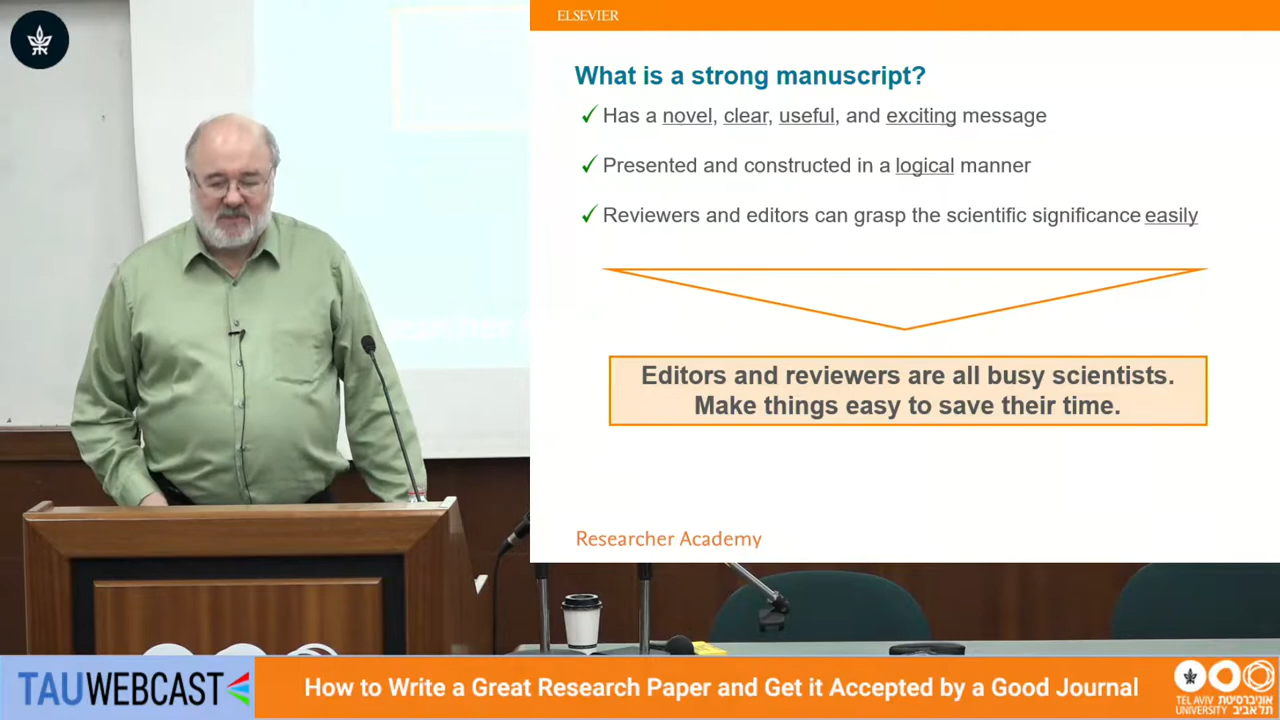 ELSEVIER
What is a strong manuscript?
✓ Has a novel, clear, useful, and exciting message
✓ Presented and constructed in a logical manner
✓ Reviewers and editors can grasp the scientific significance easily
Editors and reviewers are all busy scientists.
Make things easy to save their time.
Researcher Academy
TAUWEBCAST
How to Write a Great Research Paper and Get it Accepted by a Good Journal
TEL AVIV אוניברסיטת
UNIVERSITY תל אביב